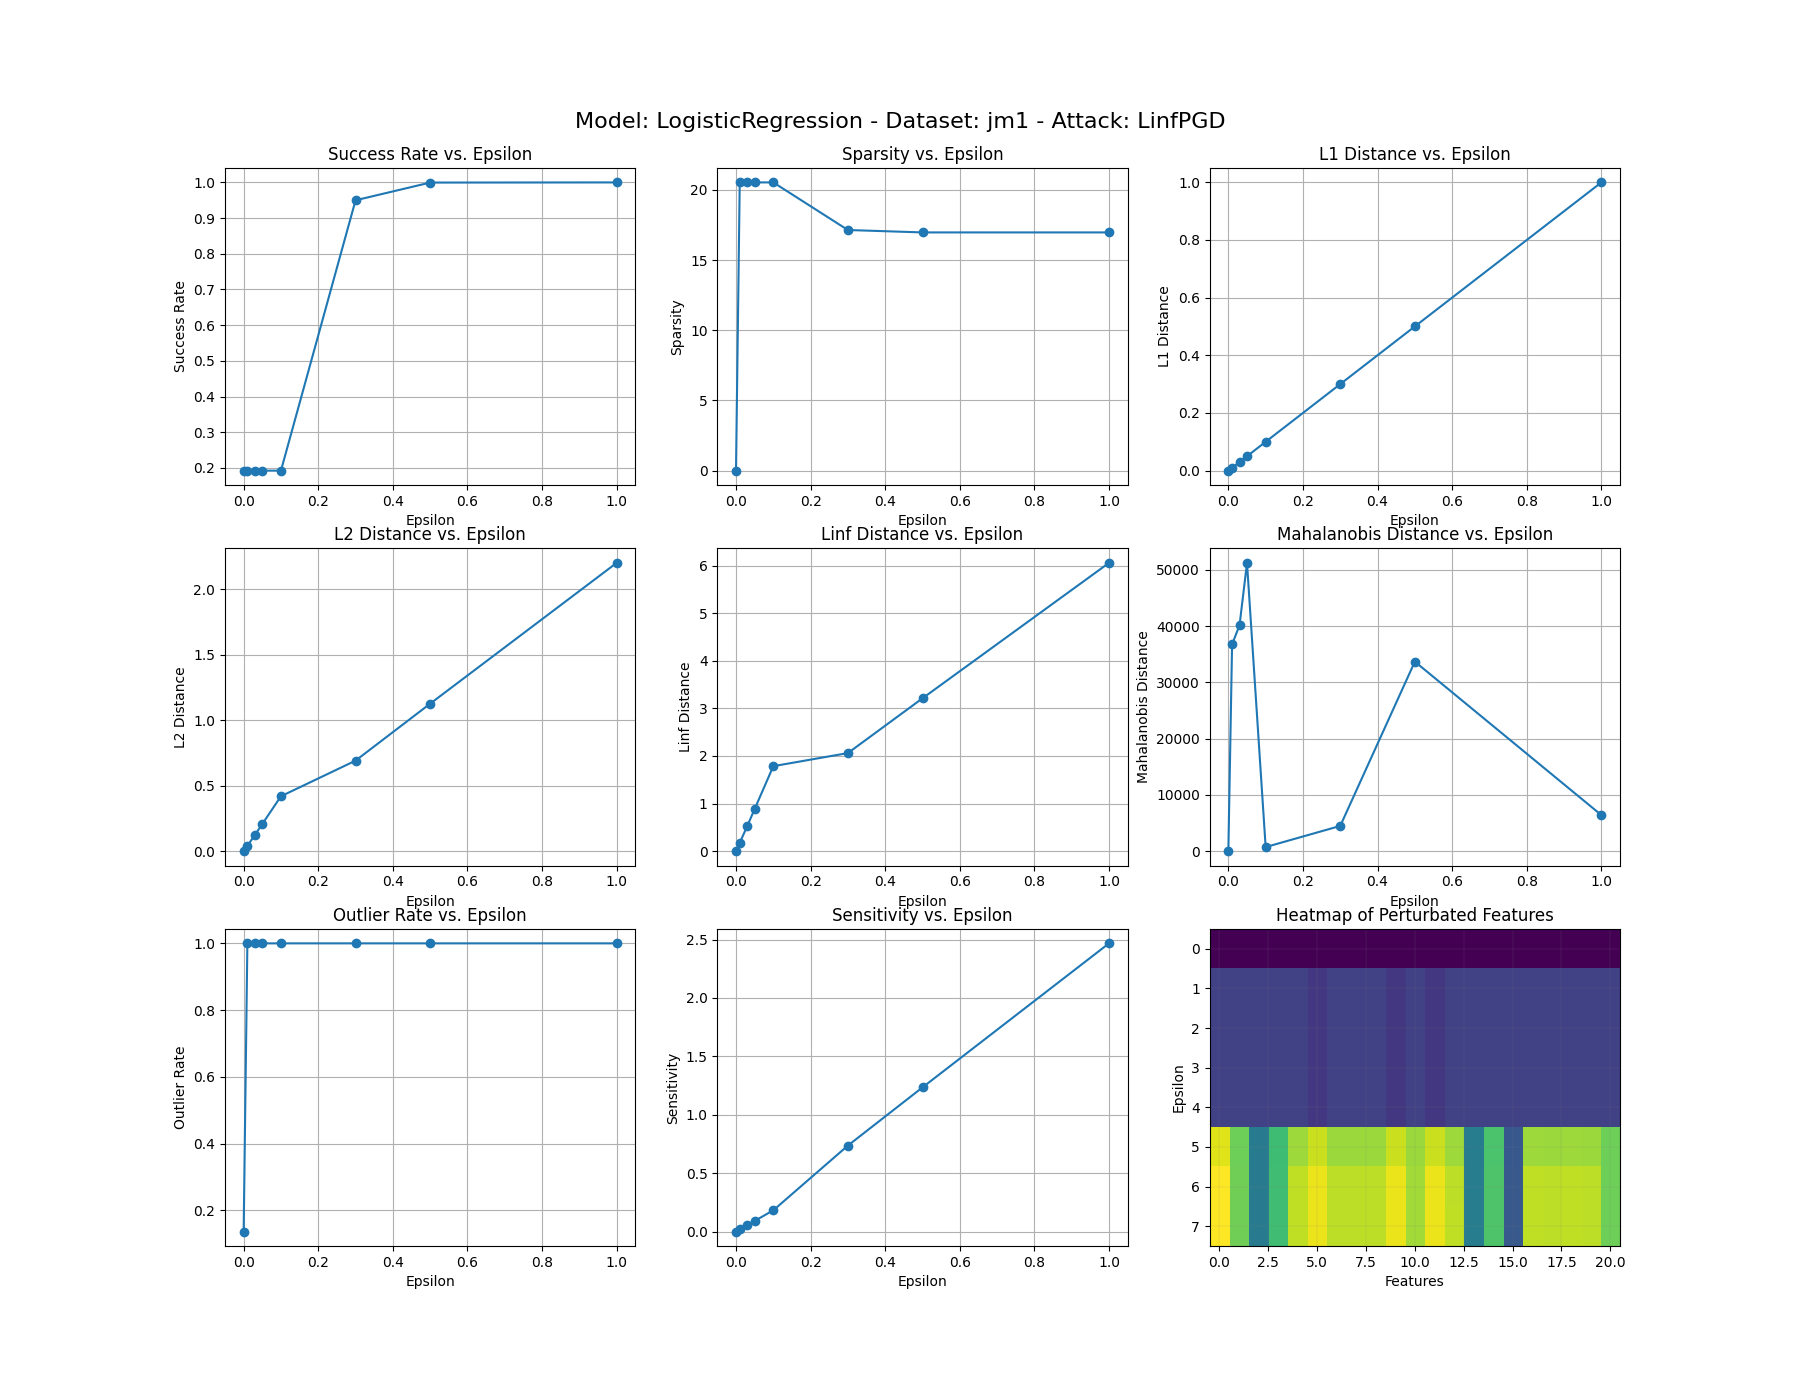 Model: LogisticRegression - Dataset: jm1 - Attack: LinfPGD
Success Rate vs. Epsilon
Success Rate
1.0
0.9
0.8
0.7
0.6
0.5
0.4
0.3
0.2
0.0 0.2 0.4 0.6 0.8 1.0
Epsilon
Sparsity vs. Epsilon
Sparsity
20
15
10
5
0
0.0 0.2 0.4 0.6 0.8 1.0
Epsilon
L1 Distance vs. Epsilon
L1 Distance
1.0
0.8
0.6
0.4
0.2
0.0
0.0 0.2 0.4 0.6 0.8 1.0
Epsilon
L2 Distance vs. Epsilon
L2 Distance
2.0
1.5
1.0
0.5
0.0
0.0 0.2 0.4 0.6 0.8 1.0
Epsilon
Linf Distance vs. Epsilon
Linf Distance
6
5
4
3
2
1
0
0.0 0.2 0.4 0.6 0.8 1.0
Epsilon
Mahalanobis Distance vs. Epsilon
Mahalanobis Distance
50000
40000
30000
20000
10000
0
0.0 0.2 0.4 0.6 0.8 1.0
Epsilon
Outlier Rate vs. Epsilon
Outlier Rate
1.0
0.8
0.6
0.4
0.2
0.0 0.2 0.4 0.6 0.8 1.0
Epsilon
Sensitivity vs. Epsilon
Sensitivity
2.5
2.0
1.5
1.0
0.5
0.0
0.0 0.2 0.4 0.6 0.8 1.0
Epsilon
Heatmap of Perturbated Features
Epsilon
0
1
2
3
4
5
6
7
0.0 2.5 5.0 7.5 10.0 12.5 15.0 17.5 20.0
Features